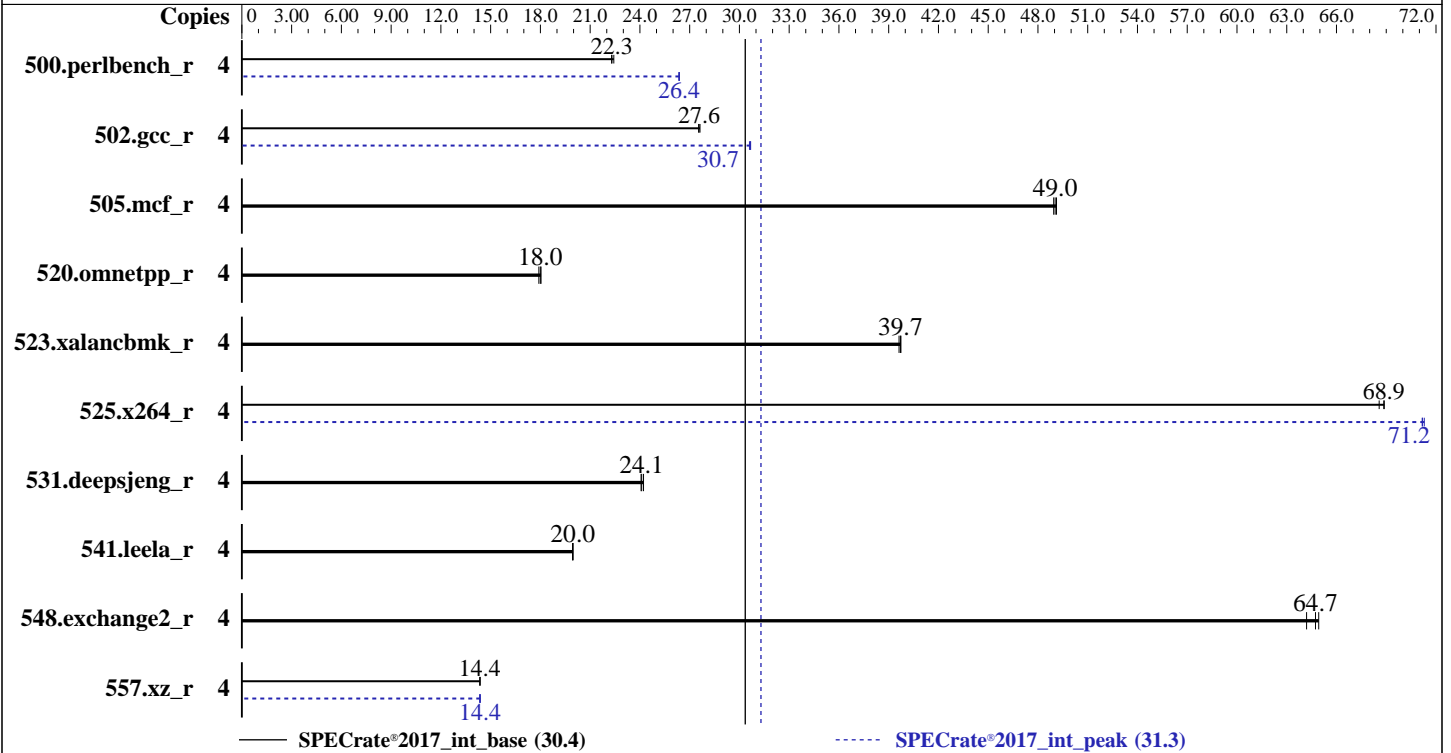 Copies 0 3.00 6.00 9.00 12.0 15.0 18.0 21.0 24.0 27.0 30.0 33.0 36.0 39.0 42.0 45.0 48.0 51.0 54.0 57.0 60.0 63.0 66.0 72.0
22.3
500.perlbench_r 4
26.4
27.6
502.gcc_r 4
30.7
49.0
505.mcf_r 4
18.0
520.omnetpp_r 4
39.7
523.xalancbmk_r 4
68.9
525.x264_r 4
71.2
24.1
531.deepsjeng_r 4
20.0
541.leela_r 4
64.7
548.exchange2_r 4
14.4
557.xz_r 4
14.4
SPECrate®2017_int_base (30.4) SPECrate®2017_int_peak (31.3)